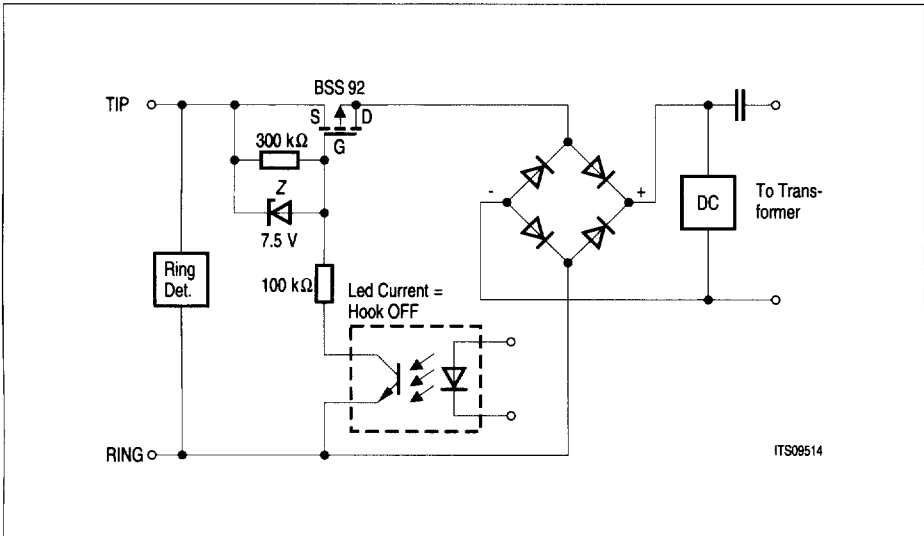 BSS 92
TIP
S
D
G
300 kΩ
Z
7.5 V
-
+
DC
To Trans-
former
Ring
Det.
100 kΩ
Led Current =
Hook OFF
RING
ITS09514